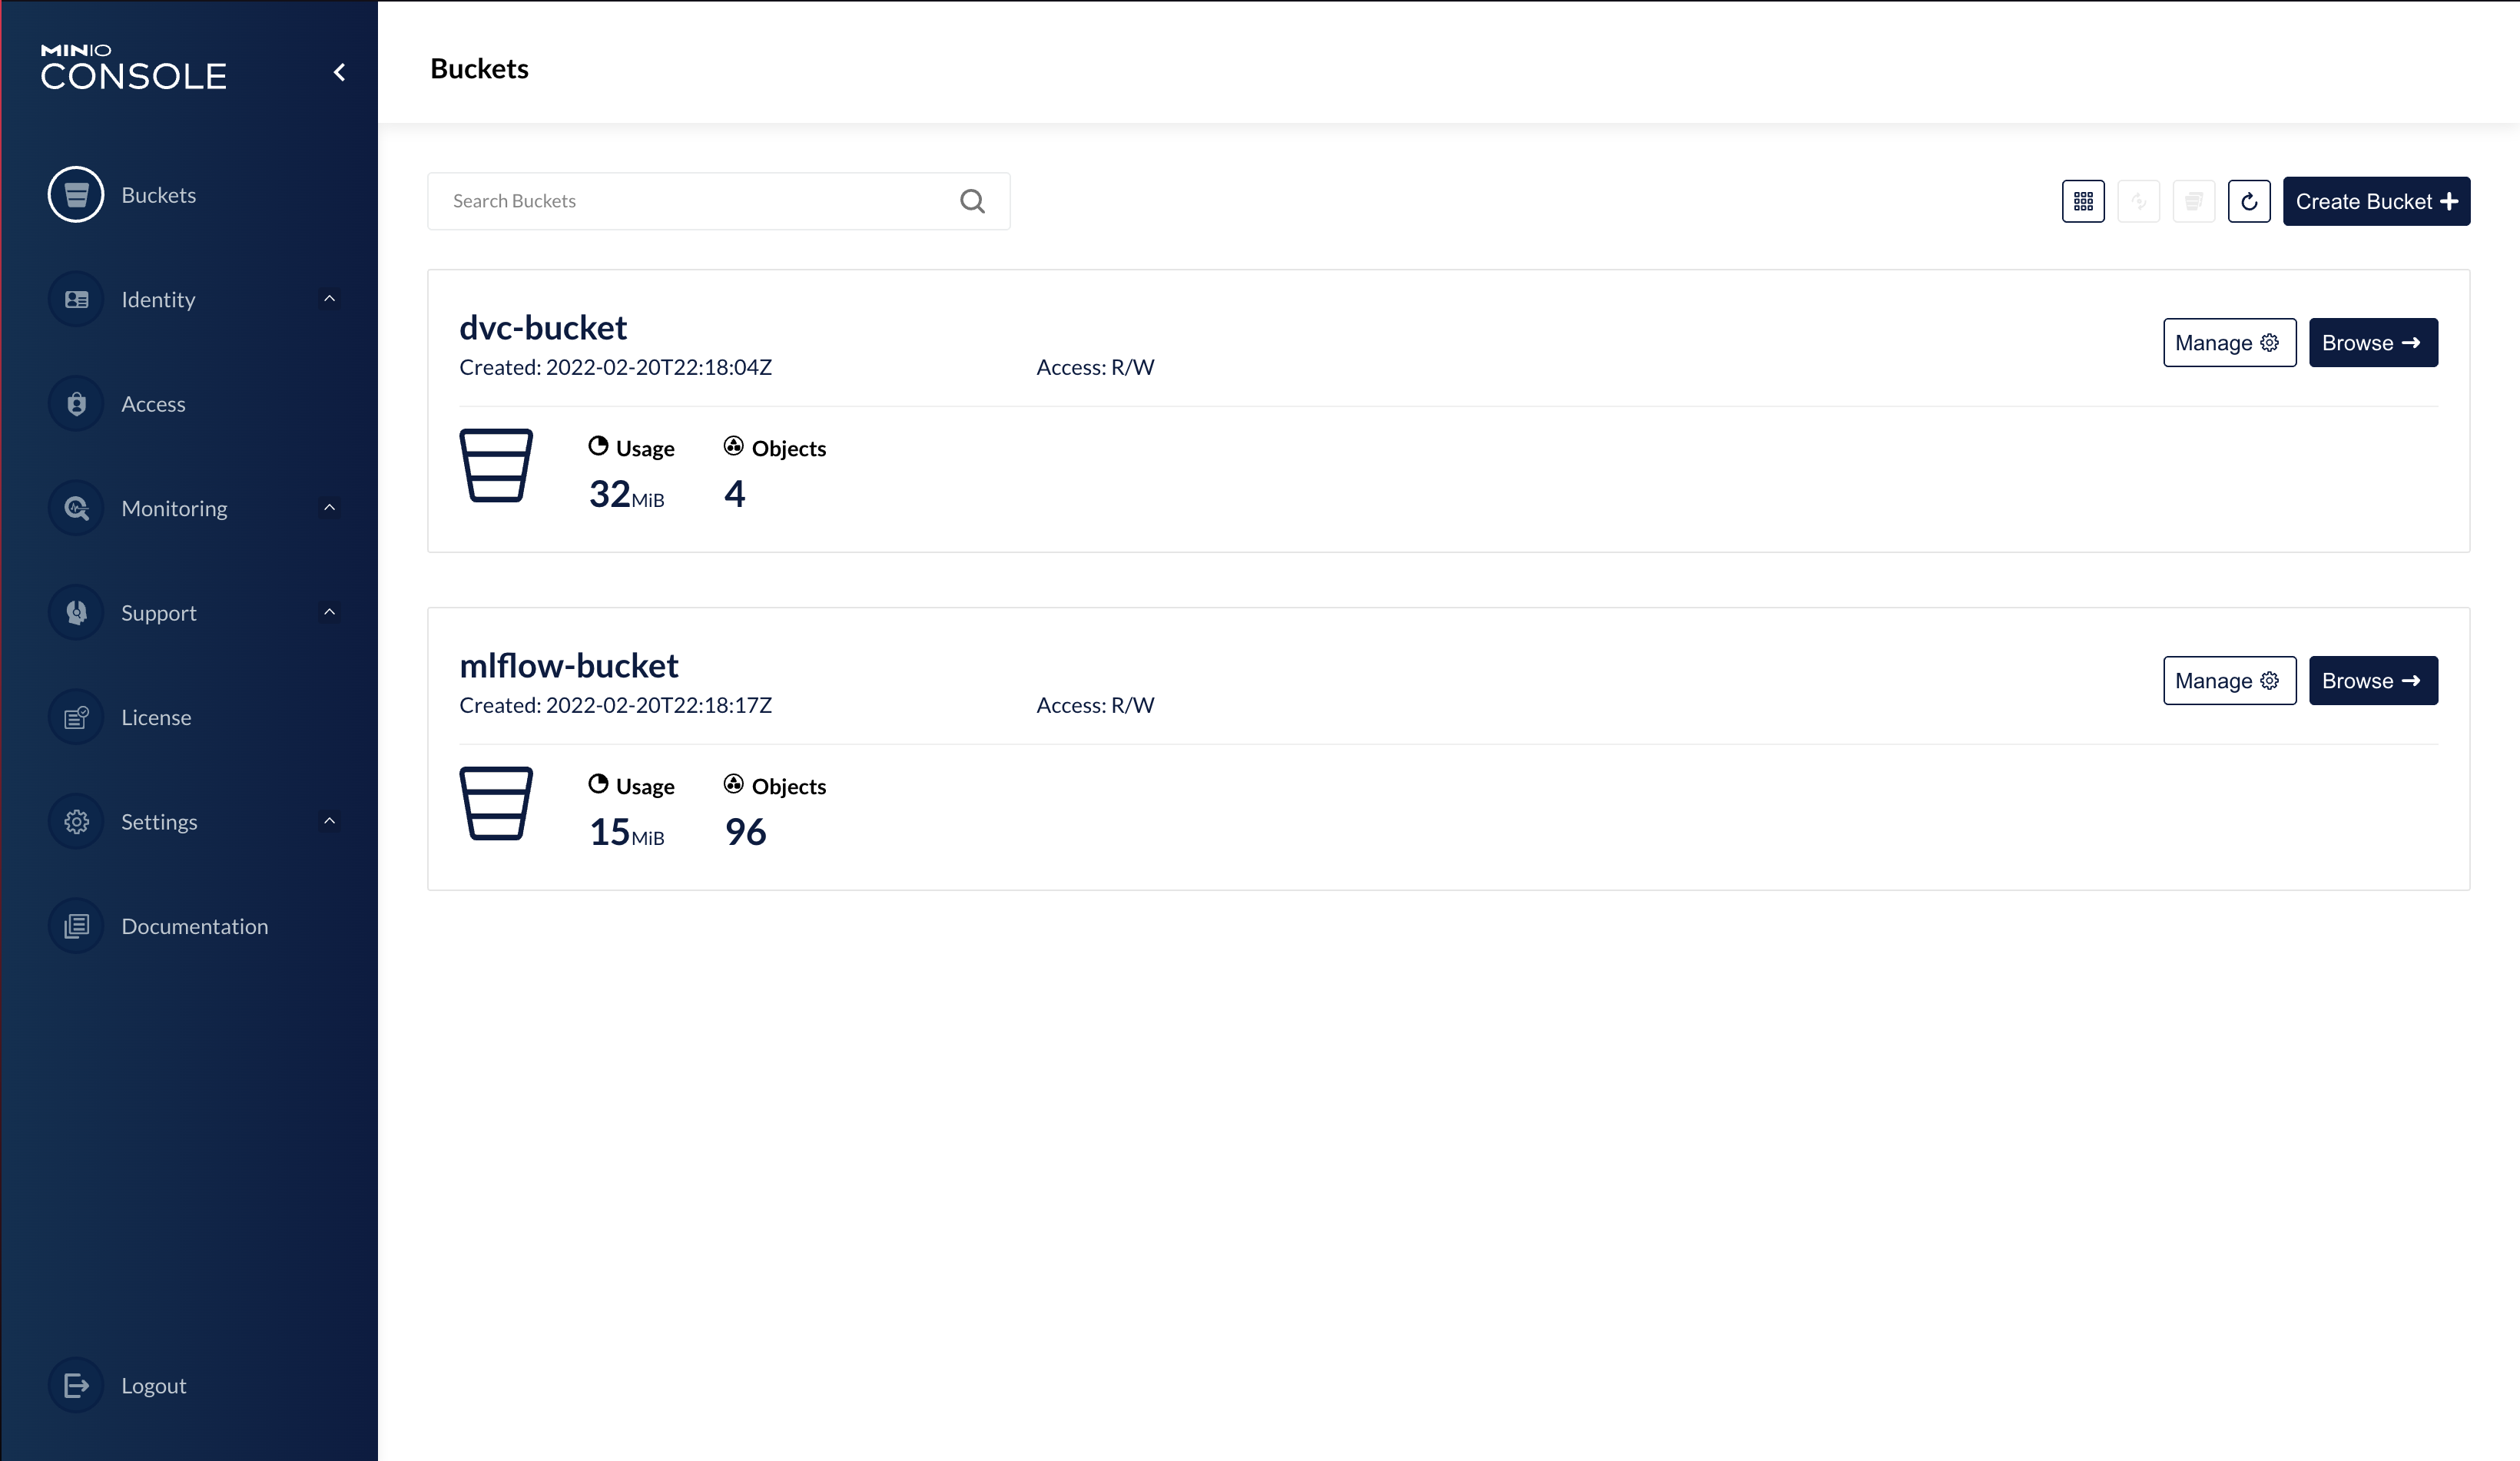 MINIO
CONSOLE
Buckets
Identity
Access
Monitoring
Support
License
Settings
Documentation
Logout
Buckets
Search Buckets
Create Bucket
dvc-bucket
Created: 2022-02-20T22:18:04Z Access: R/W
Manage Browse
Usage Objects
32MiB 4
mlflow-bucket
Created: 2022-02-20T22:18:17Z Access: R/W
Manage Browse
Usage Objects
15MiB 96